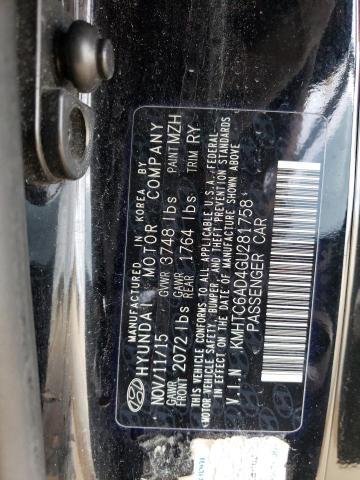 MANUFACTURED IN KOREA BY
HYUNDAI MOTOR COMPANY
NOV/11/15 GVWR 3748 lbs PAINT MZH
GAWR FRONT 2072 lbs GAWR REAR 1764 lbs TRIM RY
THIS VEHICLE CONFORMS TO ALL APPLICABLE U.S. FEDERAL
MOTOR VEHICLE SAFETY, BUMPER, AND THEFT PREVENTION STANDARDS
IN EFFECT ON THE DATE OF MANUFACTURE SHOWN ABOVE
V.I.N KMHTC6AD4GU281758
PASSENGER CAR